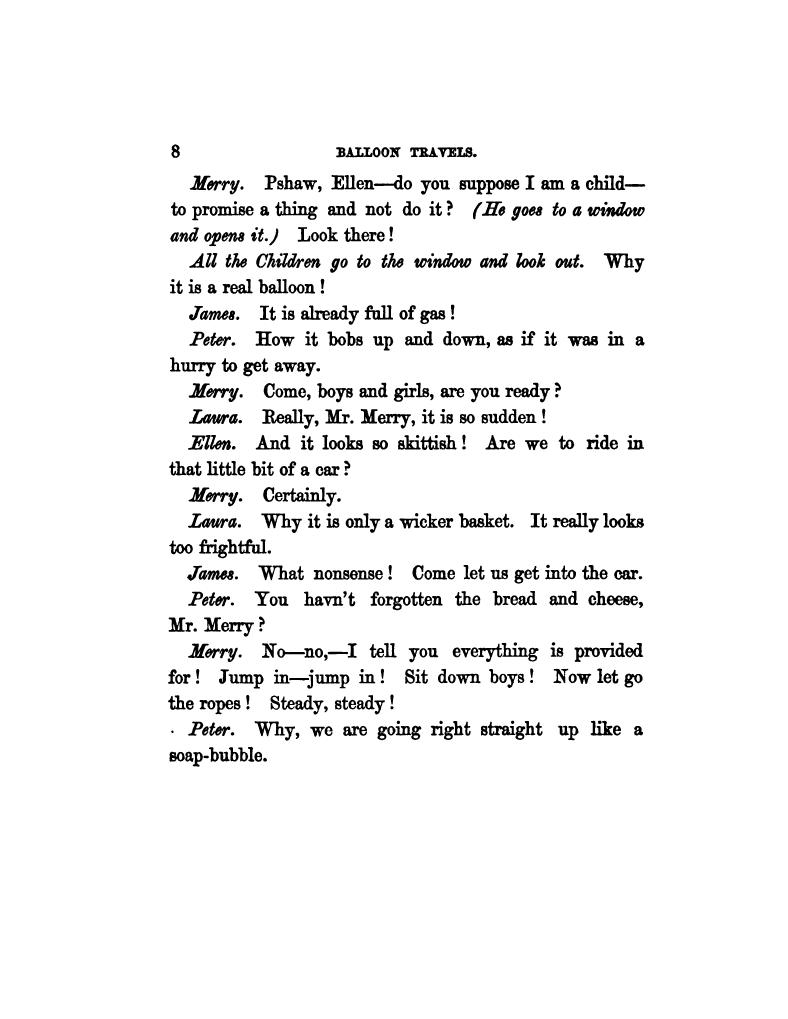 8 BALLOON TRAVELS.
Merry. Pshaw, Ellen—do you suppose I am a child—
to promise a thing and not do it? (He goes to a window
and opens it.) Look there!
All the Children go to the window and look out. Why
it is a real balloon!
James. It is already full of gas!
Peter. How it bobs up and down, as if it was in a
hurry to get away.
Merry. Come, boys and girls, are you ready?
Laura. Really, Mr. Merry, it is so sudden!
Ellen. And it looks so skittish! Are we to ride in
that little bit of a car?
Merry. Certainly.
Laura. Why it is only a wicker basket. It really looks
too frightful.
James. What nonsense! Come let us get into the car.
Peter. You havn't forgotten the bread and cheese,
Mr. Merry?
Merry. No—no,—I tell you everything is provided
for! Jump in—jump in! Sit down boys! Now let go
the ropes! Steady, steady!
Peter. Why, we are going right straight up like a
soap-bubble.